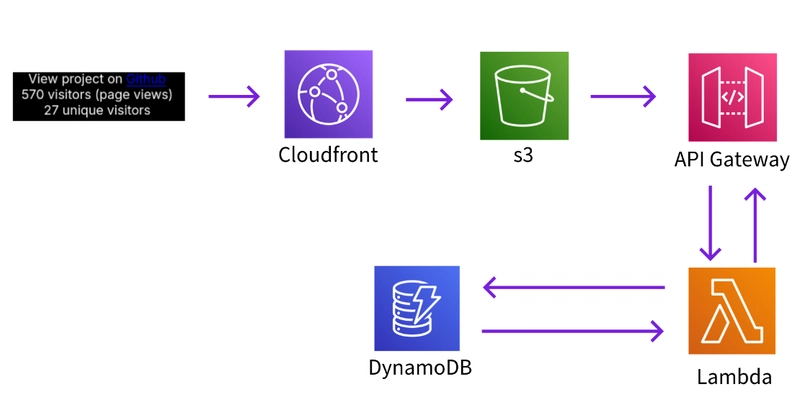 View project on Github
570 visitors (page views)
27 unique visitors
Cloudfront
s3
API Gateway
DynamoDB
Lambda